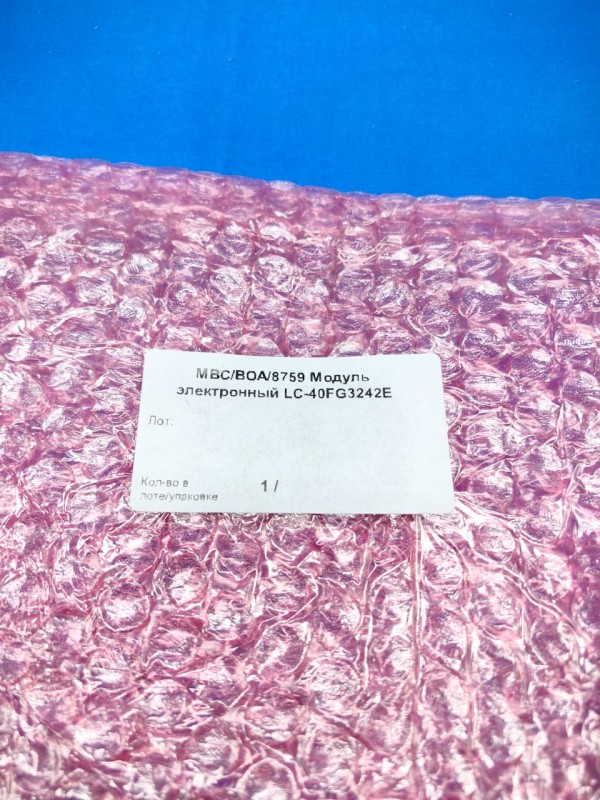 MBC/BOA/8759 Модуль
электронный LC-40FG3242E
Лот:
Кол-во в
лоте/упаковке
1 /